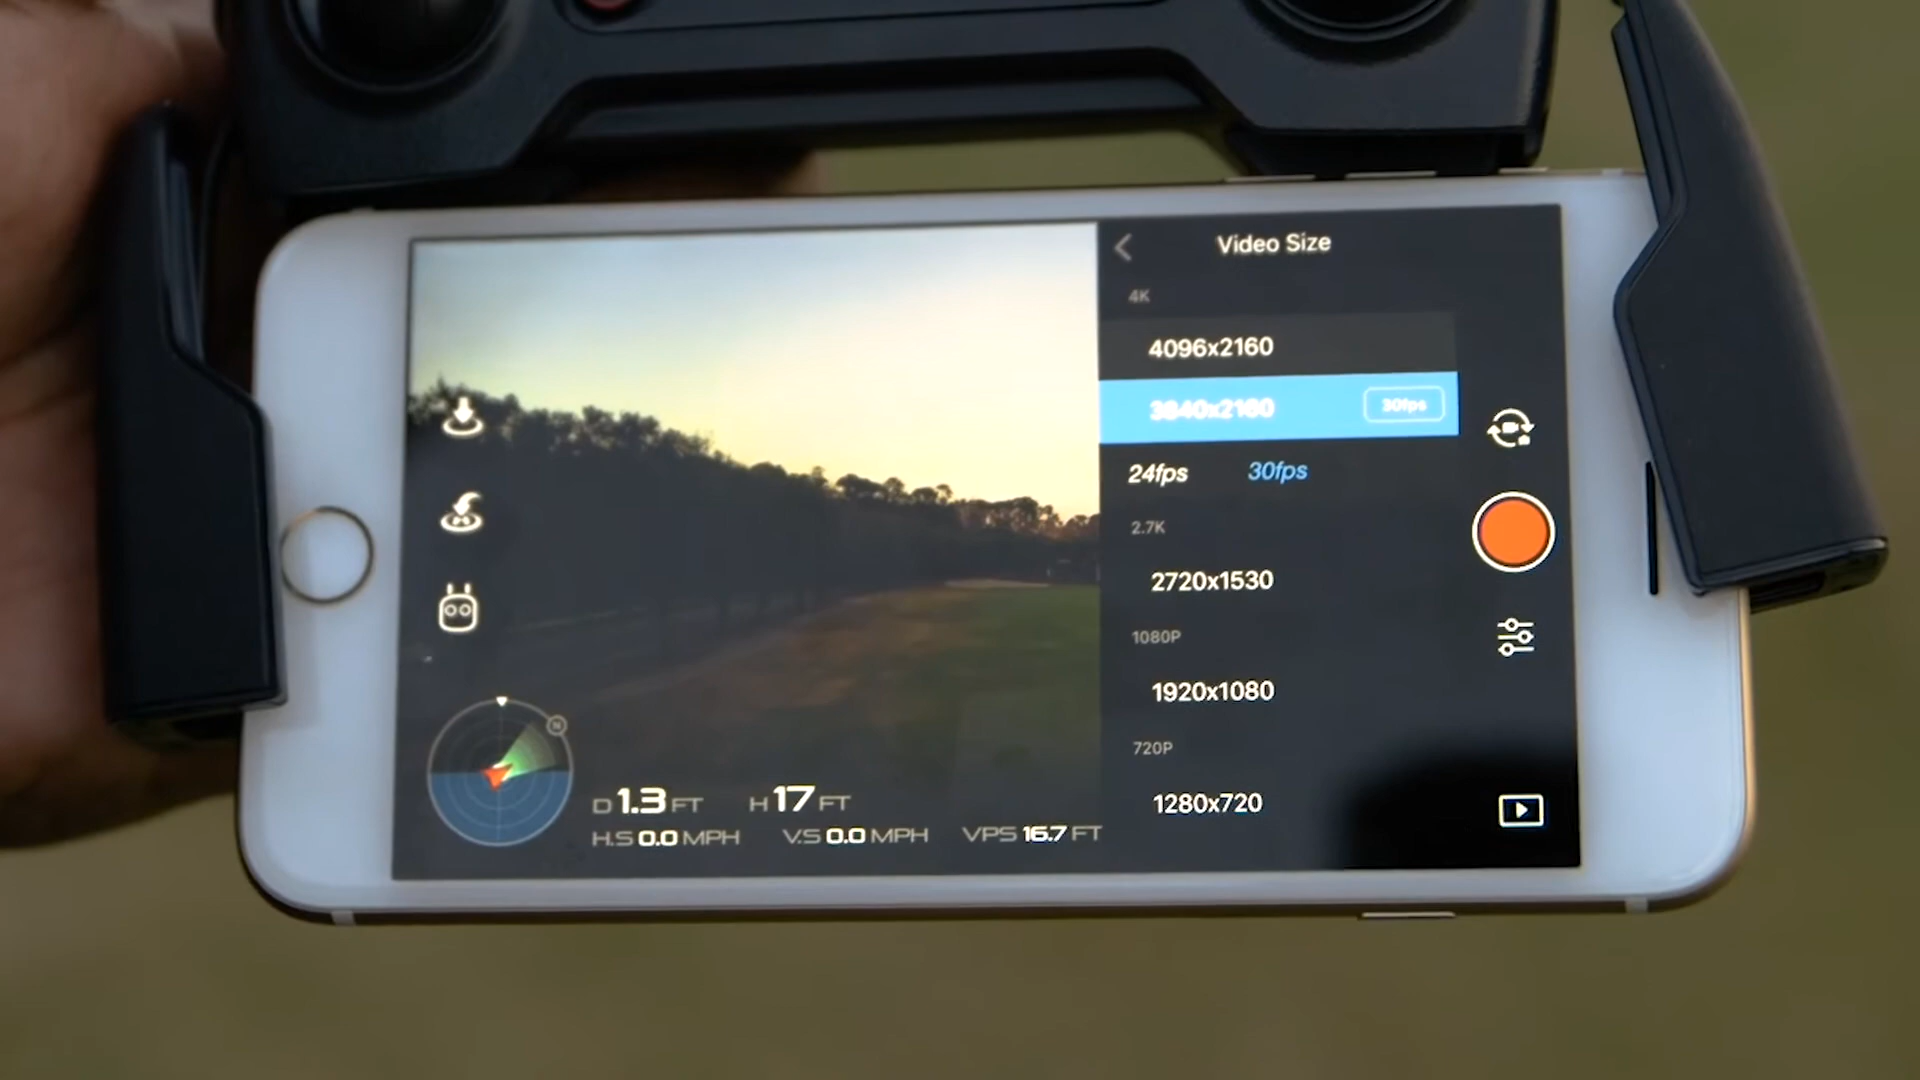 Video Size
4K
4096x2160
3840x2160 30fps
24fps 30fps
2.7K
2720x1530
1080P
1920x1080
720P
1280x720
N
D 1.3 FT H 17 FT
H.S 0.0 MPH V.S 0.0 MPH VPS 16.7 FT